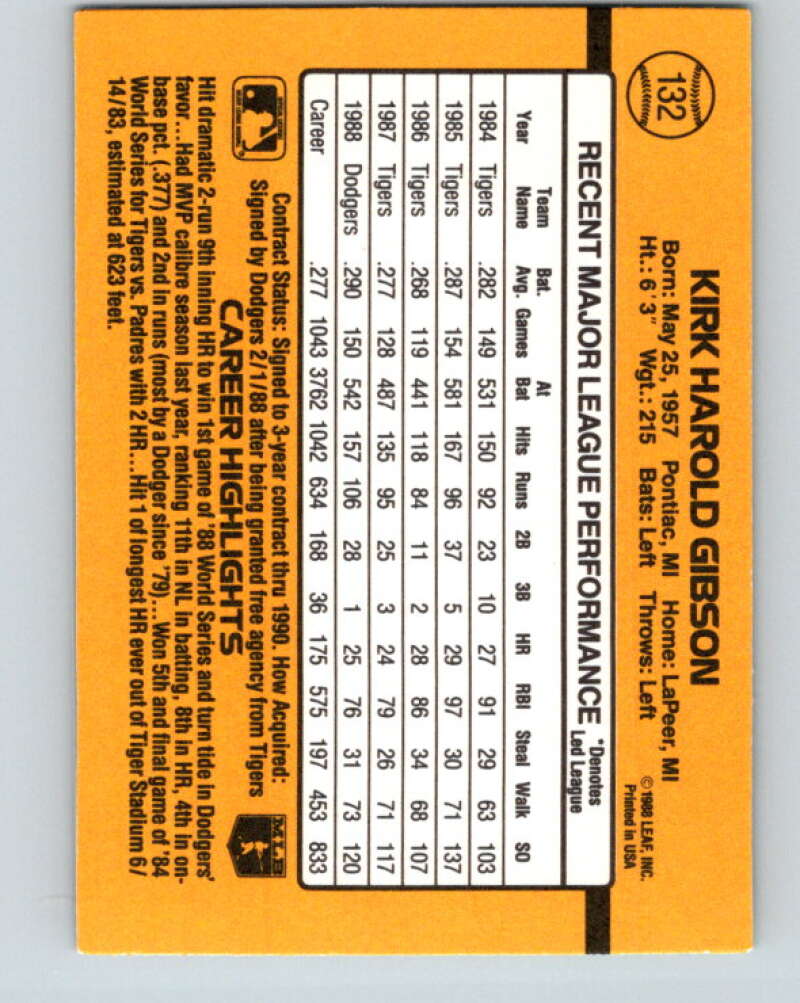 132
KIRK HAROLD GIBSON
Born: May 25, 1957 Pontiac, MI Home: LaPeer, MI
Ht.: 6'3" Wgt.: 215 Bats: Left Throws: Left
© 1988 LEAF, INC.
Printed in USA
RECENT MAJOR LEAGUE PERFORMANCE *Denotes Led League
Year Team Name Bat. Avg. Games At Bat Hits Runs 2B 3B HR RBI Steal Walk SO
1984 Tigers .282 149 531 150 92 23 10 27 91 29 63 103
1985 Tigers .287 154 581 167 96 37 5 29 97 30 71 137
1986 Tigers .268 119 441 118 84 11 2 28 86 34 68 107
1987 Tigers .277 128 487 135 95 25 3 24 79 26 71 117
1988 Dodgers .290 150 542 157 106 28 1 25 76 31 73 120
Career .277 1043 3762 1042 634 168 36 175 575 197 453 833
Contract Status: Signed to 3-year contract thru 1990. How Acquired:
Signed by Dodgers 2/1/88 after being granted free agency from Tigers
MLB
CAREER HIGHLIGHTS
Hit dramatic 2-run 9th inning HR to win 1st game of '88 World Series and turn tide in Dodgers'
favor....Had MVP calibre season last year, ranking 11th in NL in batting, 8th in HR, 4th in on-
base pct. (.377) and 2nd in runs (most by a Dodger since '79)...Won 5th and final game of '84
World Series for Tigers vs. Padres with 2 HR....Hit 1 of longest HR ever out of Tiger Stadium 6/
14/83, estimated at 623 feet.